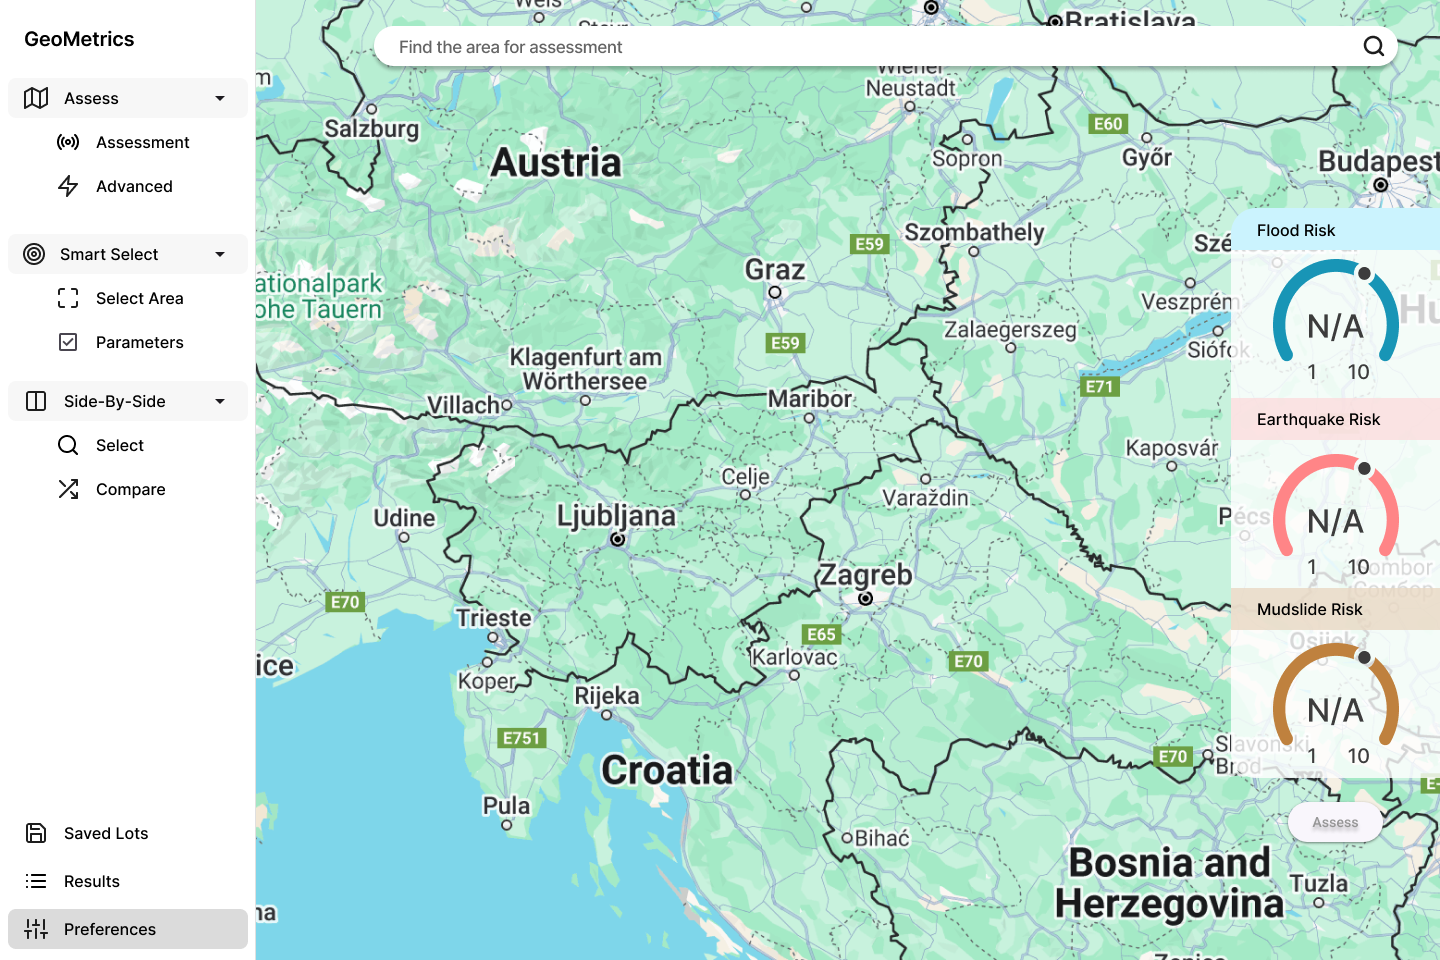 GeoMetrics
Assess
Assessment
Advanced
Smart Select
Select Area
Parameters
Side-By-Side
Select
Compare
Saved Lots
Results
Preferences
Find the area for assessment
Bratislava
Wiener
Neustadt
Salzburg
Austria
Sopron
E60
Győr
Budapest
Szombathely
E59
Graz
Veszprém
Zalaegerszeg
Siófok
E59
E71
Klagenfurt am
Wörthersee
Villach
Maribor
Kaposvár
Celje
Varaždin
Udine
Ljubljana
Pécs
Zagreb
E70
Trieste
E65
Karlovac
E70
Koper
Rijeka
Osijek
E751
Croatia
E70
Slavonski
Brod
Pula
Bihać
Bosnia and
Herzegovina
Tuzla
Flood Risk
N/A
1 10
Earthquake Risk
N/A
1 10
Mudslide Risk
N/A
1 10
Assess